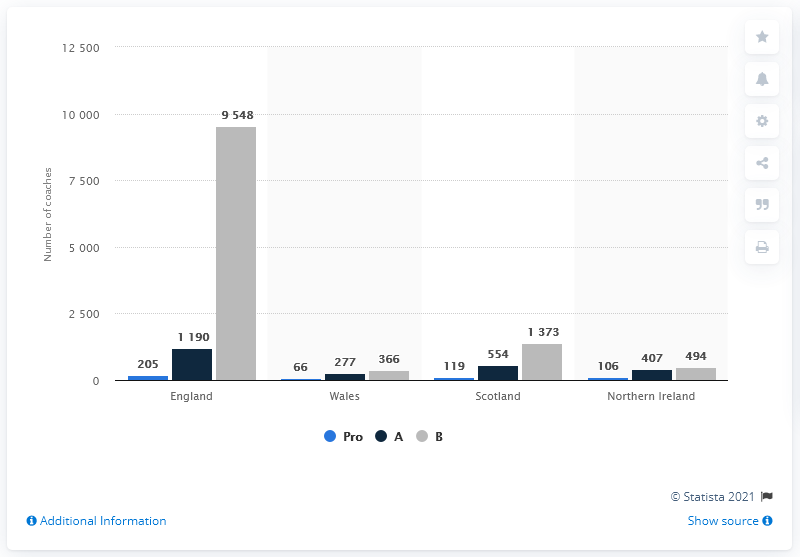 12 500
10 000
7 500
5 000
2 500
0
Number of coaches
205
1 190
9 548
66
277
366
119
554
1 373
106
407
494
England
Wales
Scotland
Northern Ireland
Pro
A
B
© Statista 2021
Additional Information
Show source